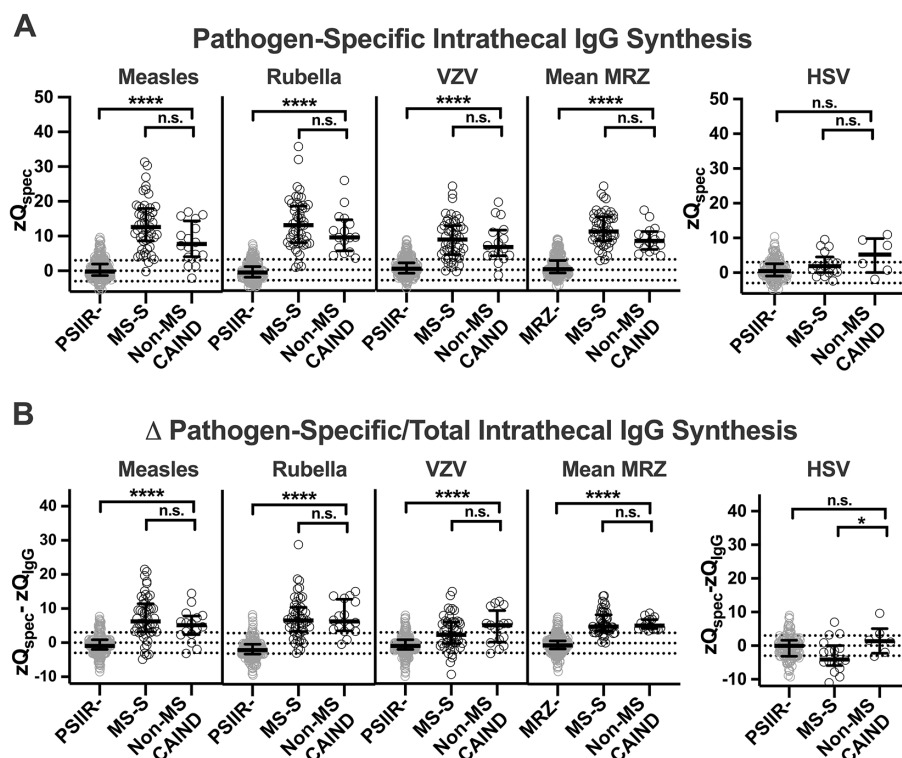 A
Pathogen-Specific Intrathecal IgG Synthesis
Measles
Rubella
VZV
Mean MRZ
HSV
zQspec
50
40
30
20
10
0
****
n.s.
****
n.s.
****
n.s.
****
n.s.
50
40
30
20
10
0
zQspec
n.s.
n.s.
PSIIR-
MS-S
Non-MS
CAIND
PSIIR-
MS-S
Non-MS
CAIND
PSIIR-
MS-S
Non-MS
CAIND
MRZ-
MS-S
Non-MS
CAIND
PSIIR-
MS-S
Non-MS
CAIND
B
Δ Pathogen-Specific/Total Intrathecal IgG Synthesis
Measles
Rubella
VZV
Mean MRZ
HSV
zQspec- zQIgG
40
30
20
10
0
-10
****
n.s.
****
n.s.
****
n.s.
****
n.s.
zQspec-zQIgG
40
30
20
10
0
-10
n.s.
*
PSIIR-
MS-S
Non-MS
CAIND
PSIIR-
MS-S
Non-MS
CAIND
PSIIR-
MS-S
Non-MS
CAIND
MRZ-
MS-S
Non-MS
CAIND
PSIIR-
MS-S
Non-MS
CAIND